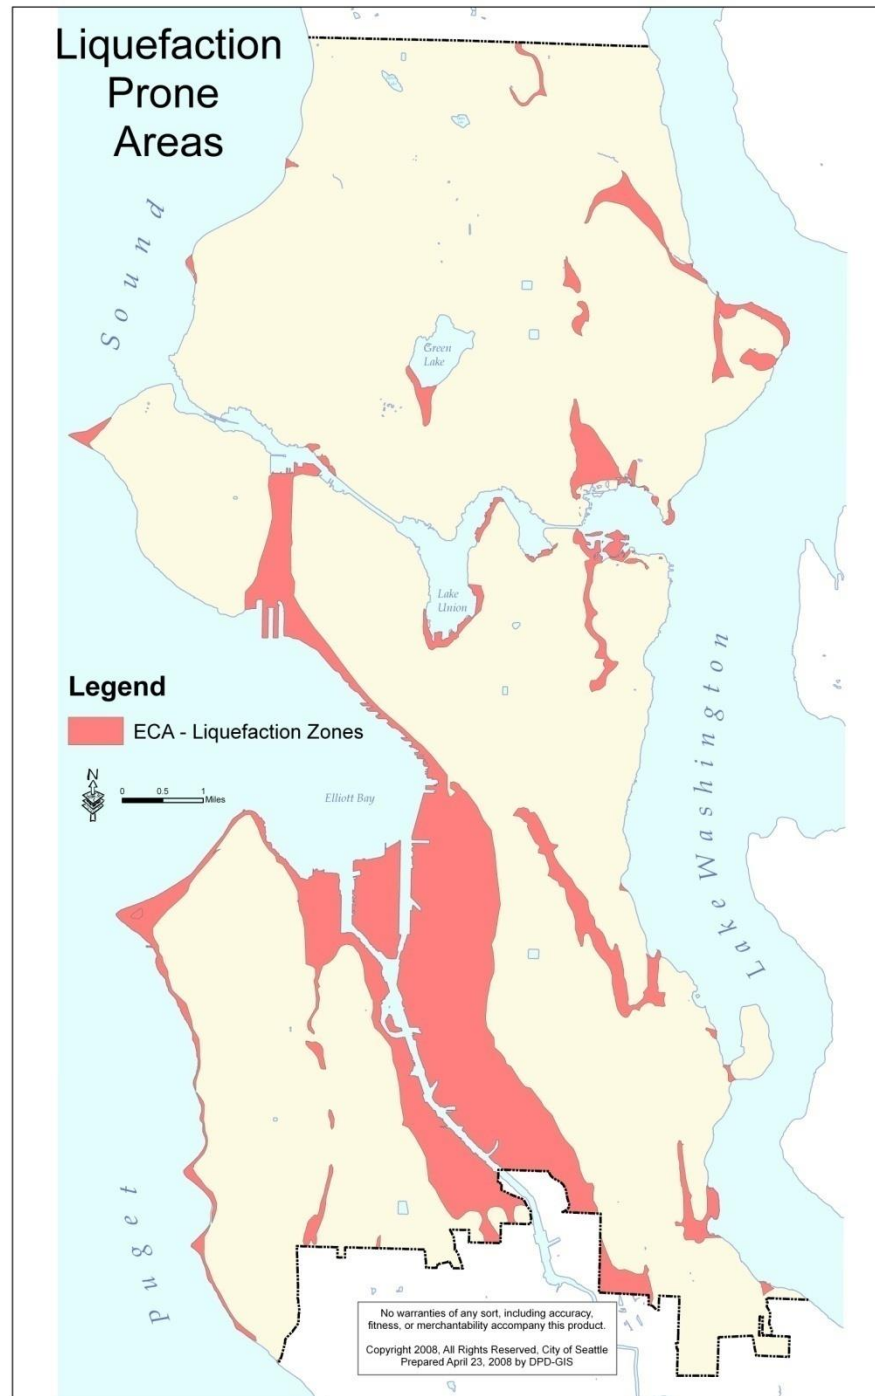 Liquefaction
Prone
Areas
Sound
Green
Lake
Lake
Union
Legend
ECA - Liquefaction Zones
N
0 0.5 1
Miles
Elliott Bay
Lake Washington
Puget
No warranties of any sort, including accuracy,
fitness, or merchantability accompany this product.
Copyright 2008, All Rights Reserved, City of Seattle
Prepared April 23, 2008 by DPD-GIS